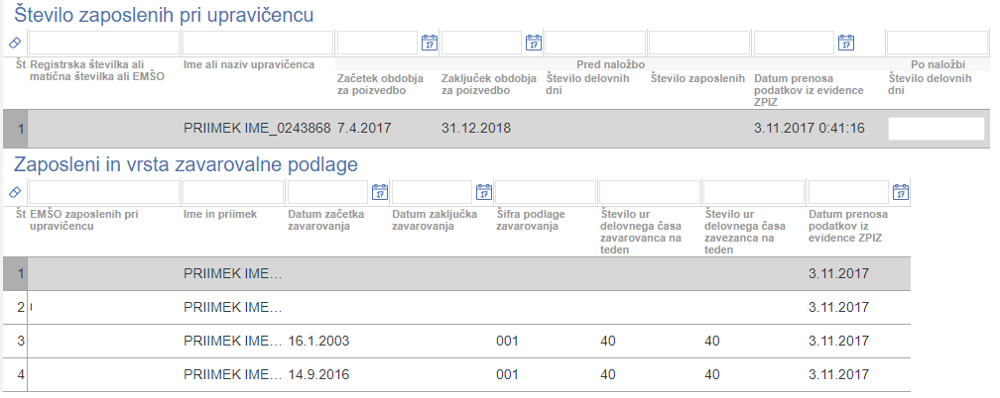 Število zaposlenih pri upravičencu
17 17 17
Št Registrska številka ali matična številka ali EMŠO Ime ali naziv upravičenca Pred naložbo Po naložbi
Začetek obdobja za poizvedbo Zaključek obdobja za poizvedbo Število delovnih dni Število zaposlenih Datum prenosa podatkov iz evidence ZPIZ Število delovnih dni
1 PRIIMEK IME_0243868 7.4.2017 31.12.2018 3.11.2017 0:41:16
Zaposleni in vrsta zavarovalne podlage
17 17 17
Št EMŠO zaposlenih pri upravičencu Ime in priimek Datum začetka zavarovanja Datum zaključka zavarovanja Šifra podlage zavarovanja Število ur delovnega časa zavarovanca na teden Število ur delovnega časa zavezanca na teden Datum prenosa podatkov iz evidence ZPIZ
1 PRIIMEK IME… 3.11.2017
2 PRIIMEK IME… 3.11.2017
3 PRIIMEK IME… 16.1.2003 001 40 40 3.11.2017
4 PRIIMEK IME… 14.9.2016 001 40 40 3.11.2017